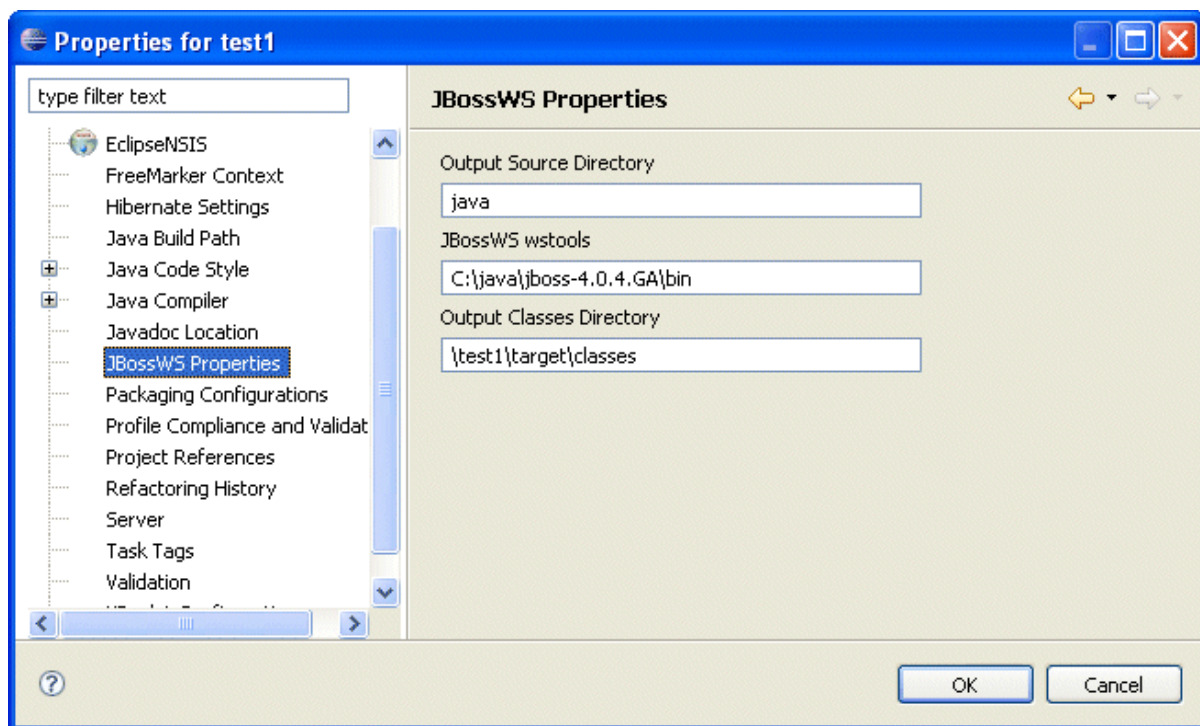 Properties for test1
type filter text
EclipseNSIS
FreeMarker Context
Hibernate Settings
Java Build Path
Java Code Style
Java Compiler
Javadoc Location
JBossWS Properties
Packaging Configurations
Profile Compliance and Validat
Project References
Refactoring History
Server
Task Tags
Validation
JBossWS Properties
Output Source Directory
java
JBossWS wstools
C:\java\jboss-4.0.4.GA\bin
Output Classes Directory
\test1\target\classes
OK
Cancel